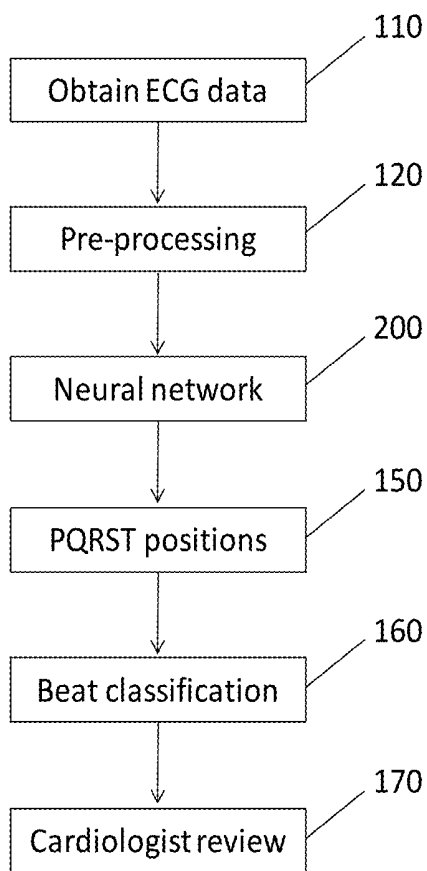 110
Obtain ECG data
120
Pre-processing
200
Neural network
150
PQRST positions
160
Beat classification
170
Cardiologist review